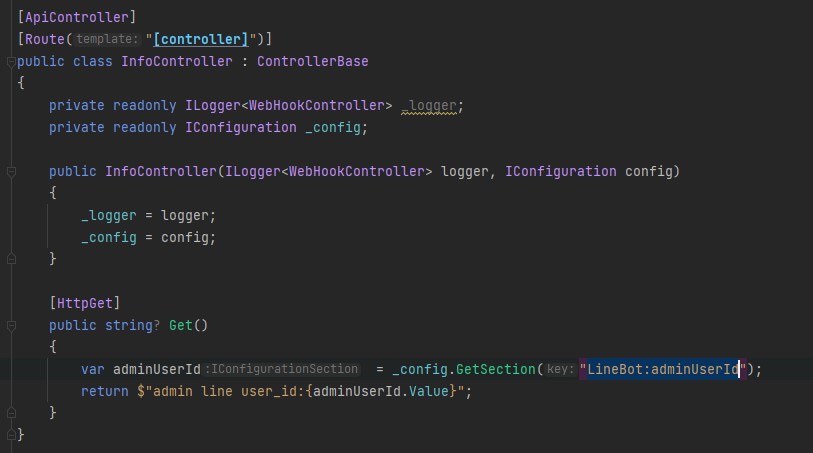 [ApiController]
[Route(template: "[controller]")]
public class InfoController : ControllerBase
{
    private readonly ILogger<WebHookController> _logger;
    private readonly IConfiguration _config;

    public InfoController(ILogger<WebHookController> logger, IConfiguration config)
    {
        _logger = logger;
        _config = config;
    }

    [HttpGet]
    public string? Get()
    {
        var adminUserId :IConfigurationSection = _config.GetSection(key: "LineBot:adminUserId");
        return $"admin line user_id:{adminUserId.Value}";
    }
}